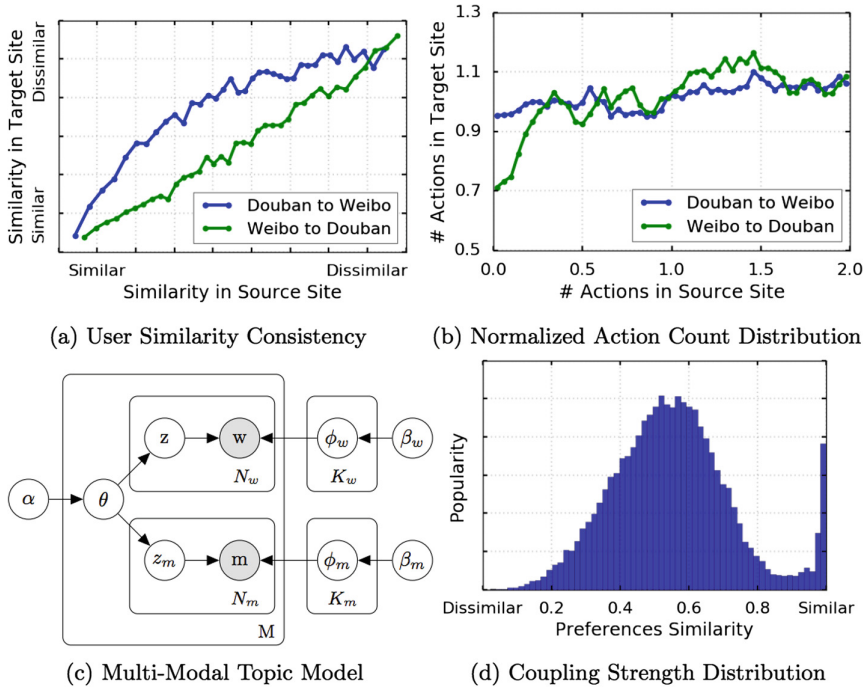 Similarity in Target Site
Dissimilar
Similar
Douban to Weibo
Weibo to Douban
Similar
Dissimilar
Similarity in Source Site
(a) User Similarity Consistency
# Actions in Target Site
1.3
1.1
0.9
0.7
0.5
Douban to Weibo
Weibo to Douban
0.0
0.5
1.0
1.5
2.0
# Actions in Source Site
(b) Normalized Action Count Distribution
z
w
N_w
ϕ_w
K_w
β_w
α
θ
z_m
m
N_m
ϕ_m
K_m
β_m
M
(c) Multi-Modal Topic Model
Popularity
Dissimilar
0.2
0.4
0.6
0.8
Similar
Preferences Similarity
(d) Coupling Strength Distribution